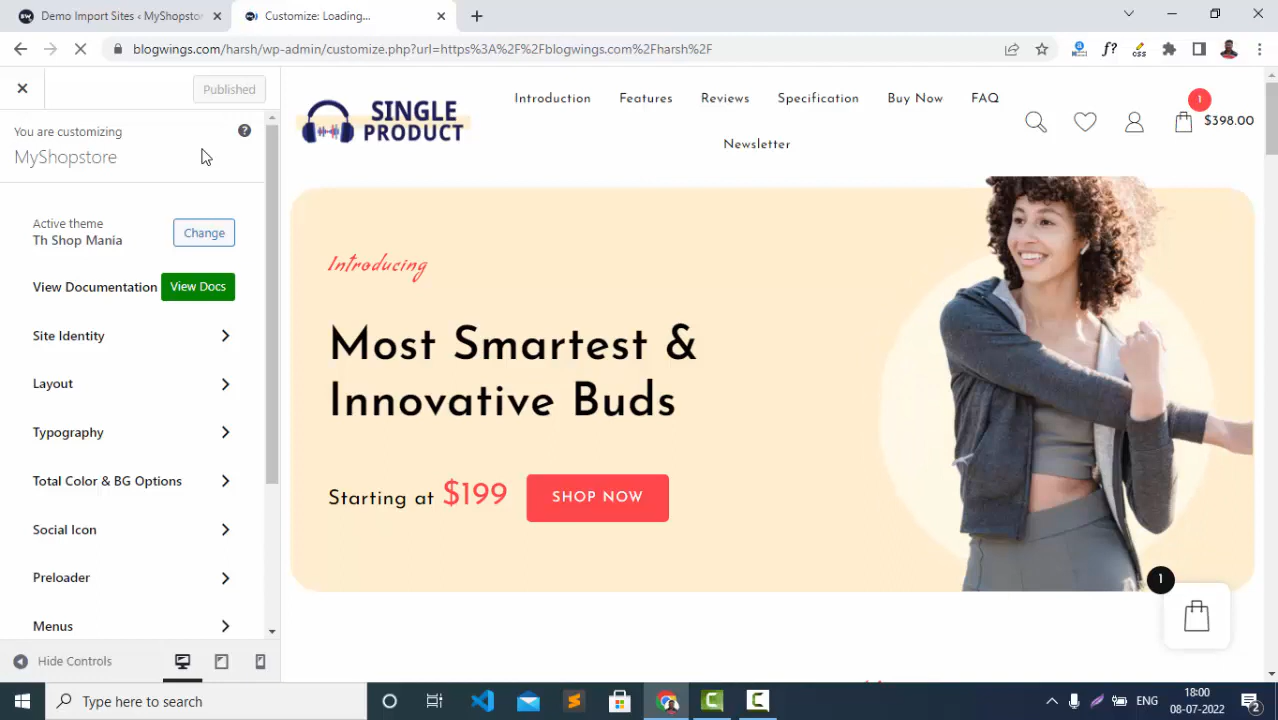 Demo Import Sites ‹ MyShopstor
Customize: Loading...
blogwings.com/harsh/wp-admin/customize.php?url=https%3A%2F%2Fblogwings.com%2Fharsh%2F
Published
You are customizing
MyShopstore
Active theme
Th Shop Mania
Change
View Documentation
View Docs
Site Identity
Layout
Typography
Total Color & BG Options
Social Icon
Preloader
Menus
Hide Controls
SINGLE
PRODUCT
Introduction
Features
Reviews
Specification
Buy Now
FAQ
Newsletter
1
$398.00
Introducing
Most Smartest &
Innovative Buds
Starting at $199
SHOP NOW
1
Type here to search
ENG
18:00
08-07-2022
2